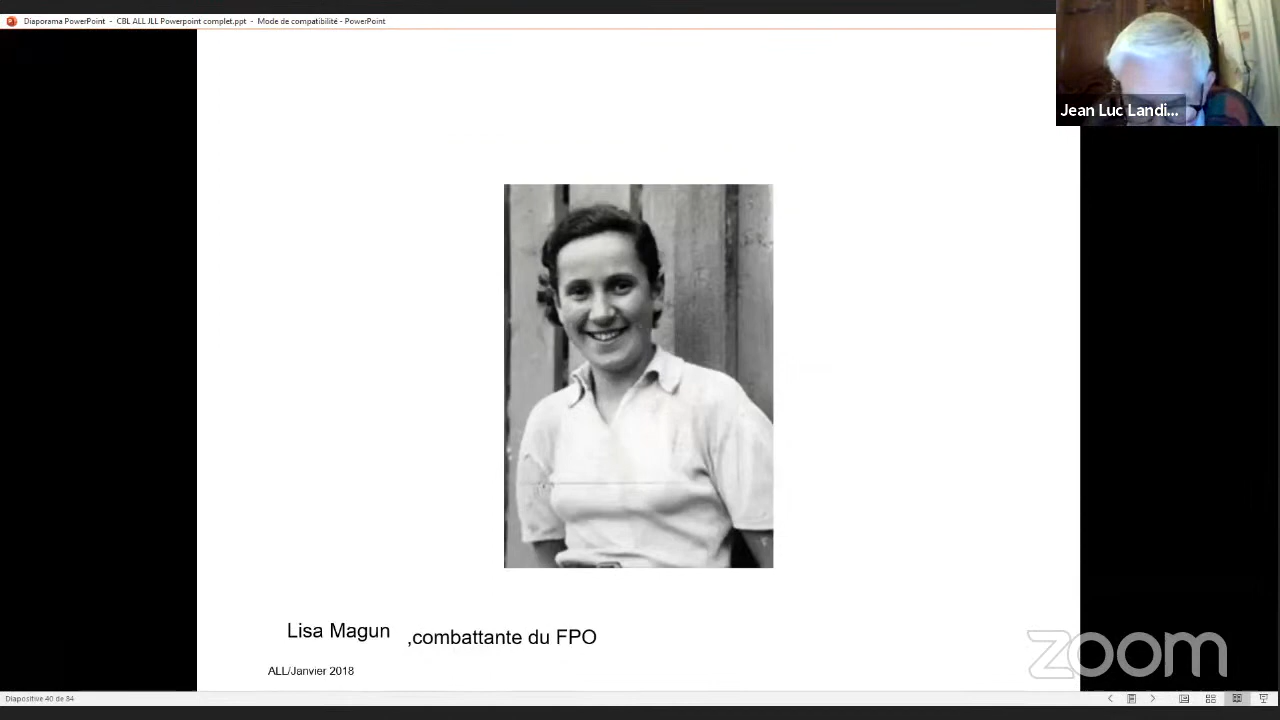 Diaporama PowerPoint - CBL ALL JLL Powerpoint complet.ppt - Mode de compatibilité - PowerPoint
Jean Luc Landi...
Lisa Magun ,combattante du FPO
ALL/Janvier 2018
zoom
Diapositive 40 de 84